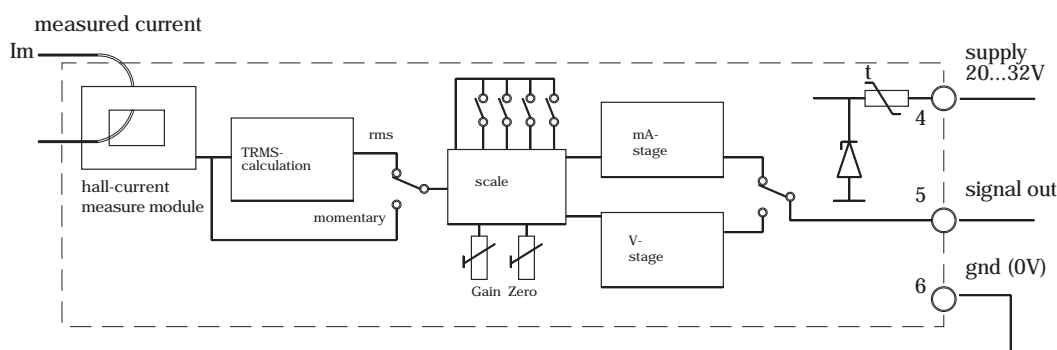 measured current
Im
supply
20...32V
t
4
rms
TRMS-
calculation
mA-
stage
scale
hall-current
measure module
momentary
5
signal out
V-
stage
Gain Zero
6
gnd (0V)